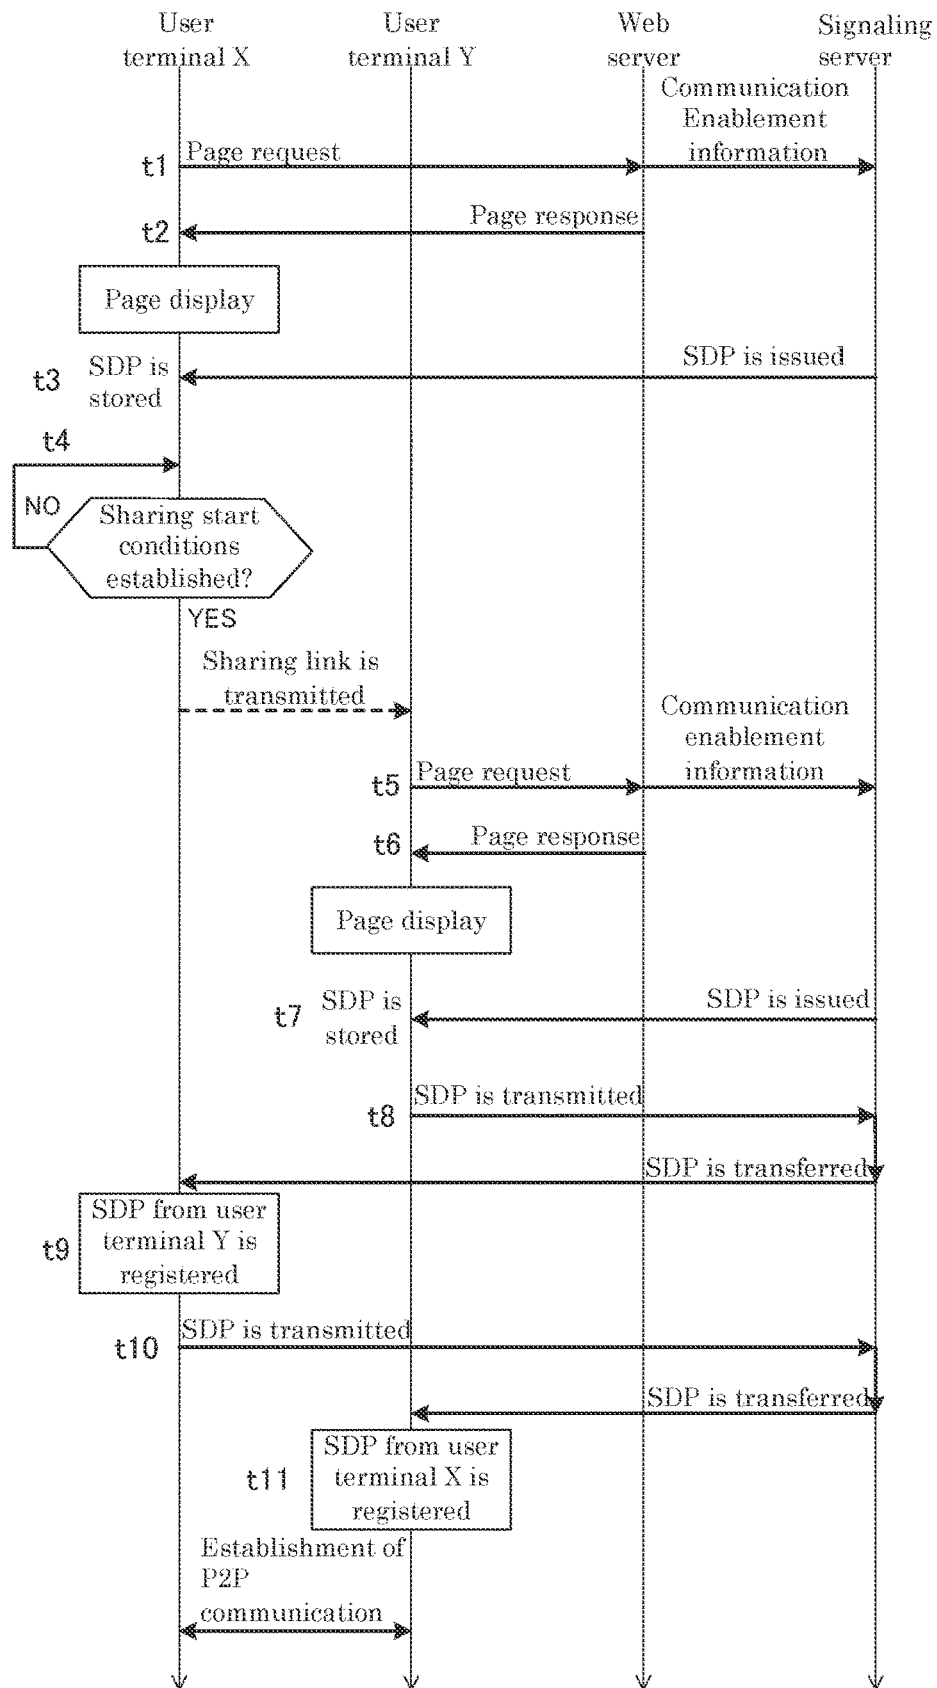 User
terminal X
User
terminal Y
Web
server
Signaling
server
Communication
Enablement
information
t1
Page request
t2
Page response
Page display
t3
SDP is
stored
SDP is issued
t4
NO
Sharing start
conditions
established?
YES
Sharing link is
transmitted
Communication
enablement
information
t5
Page request
t6
Page response
Page display
t7
SDP is
stored
SDP is issued
t8
SDP is transmitted
SDP is transferred
t9
SDP from user
terminal Y is
registered
t10
SDP is transmitted
SDP is transferred
t11
SDP from user
terminal X is
registered
Establishment of
P2P
communication